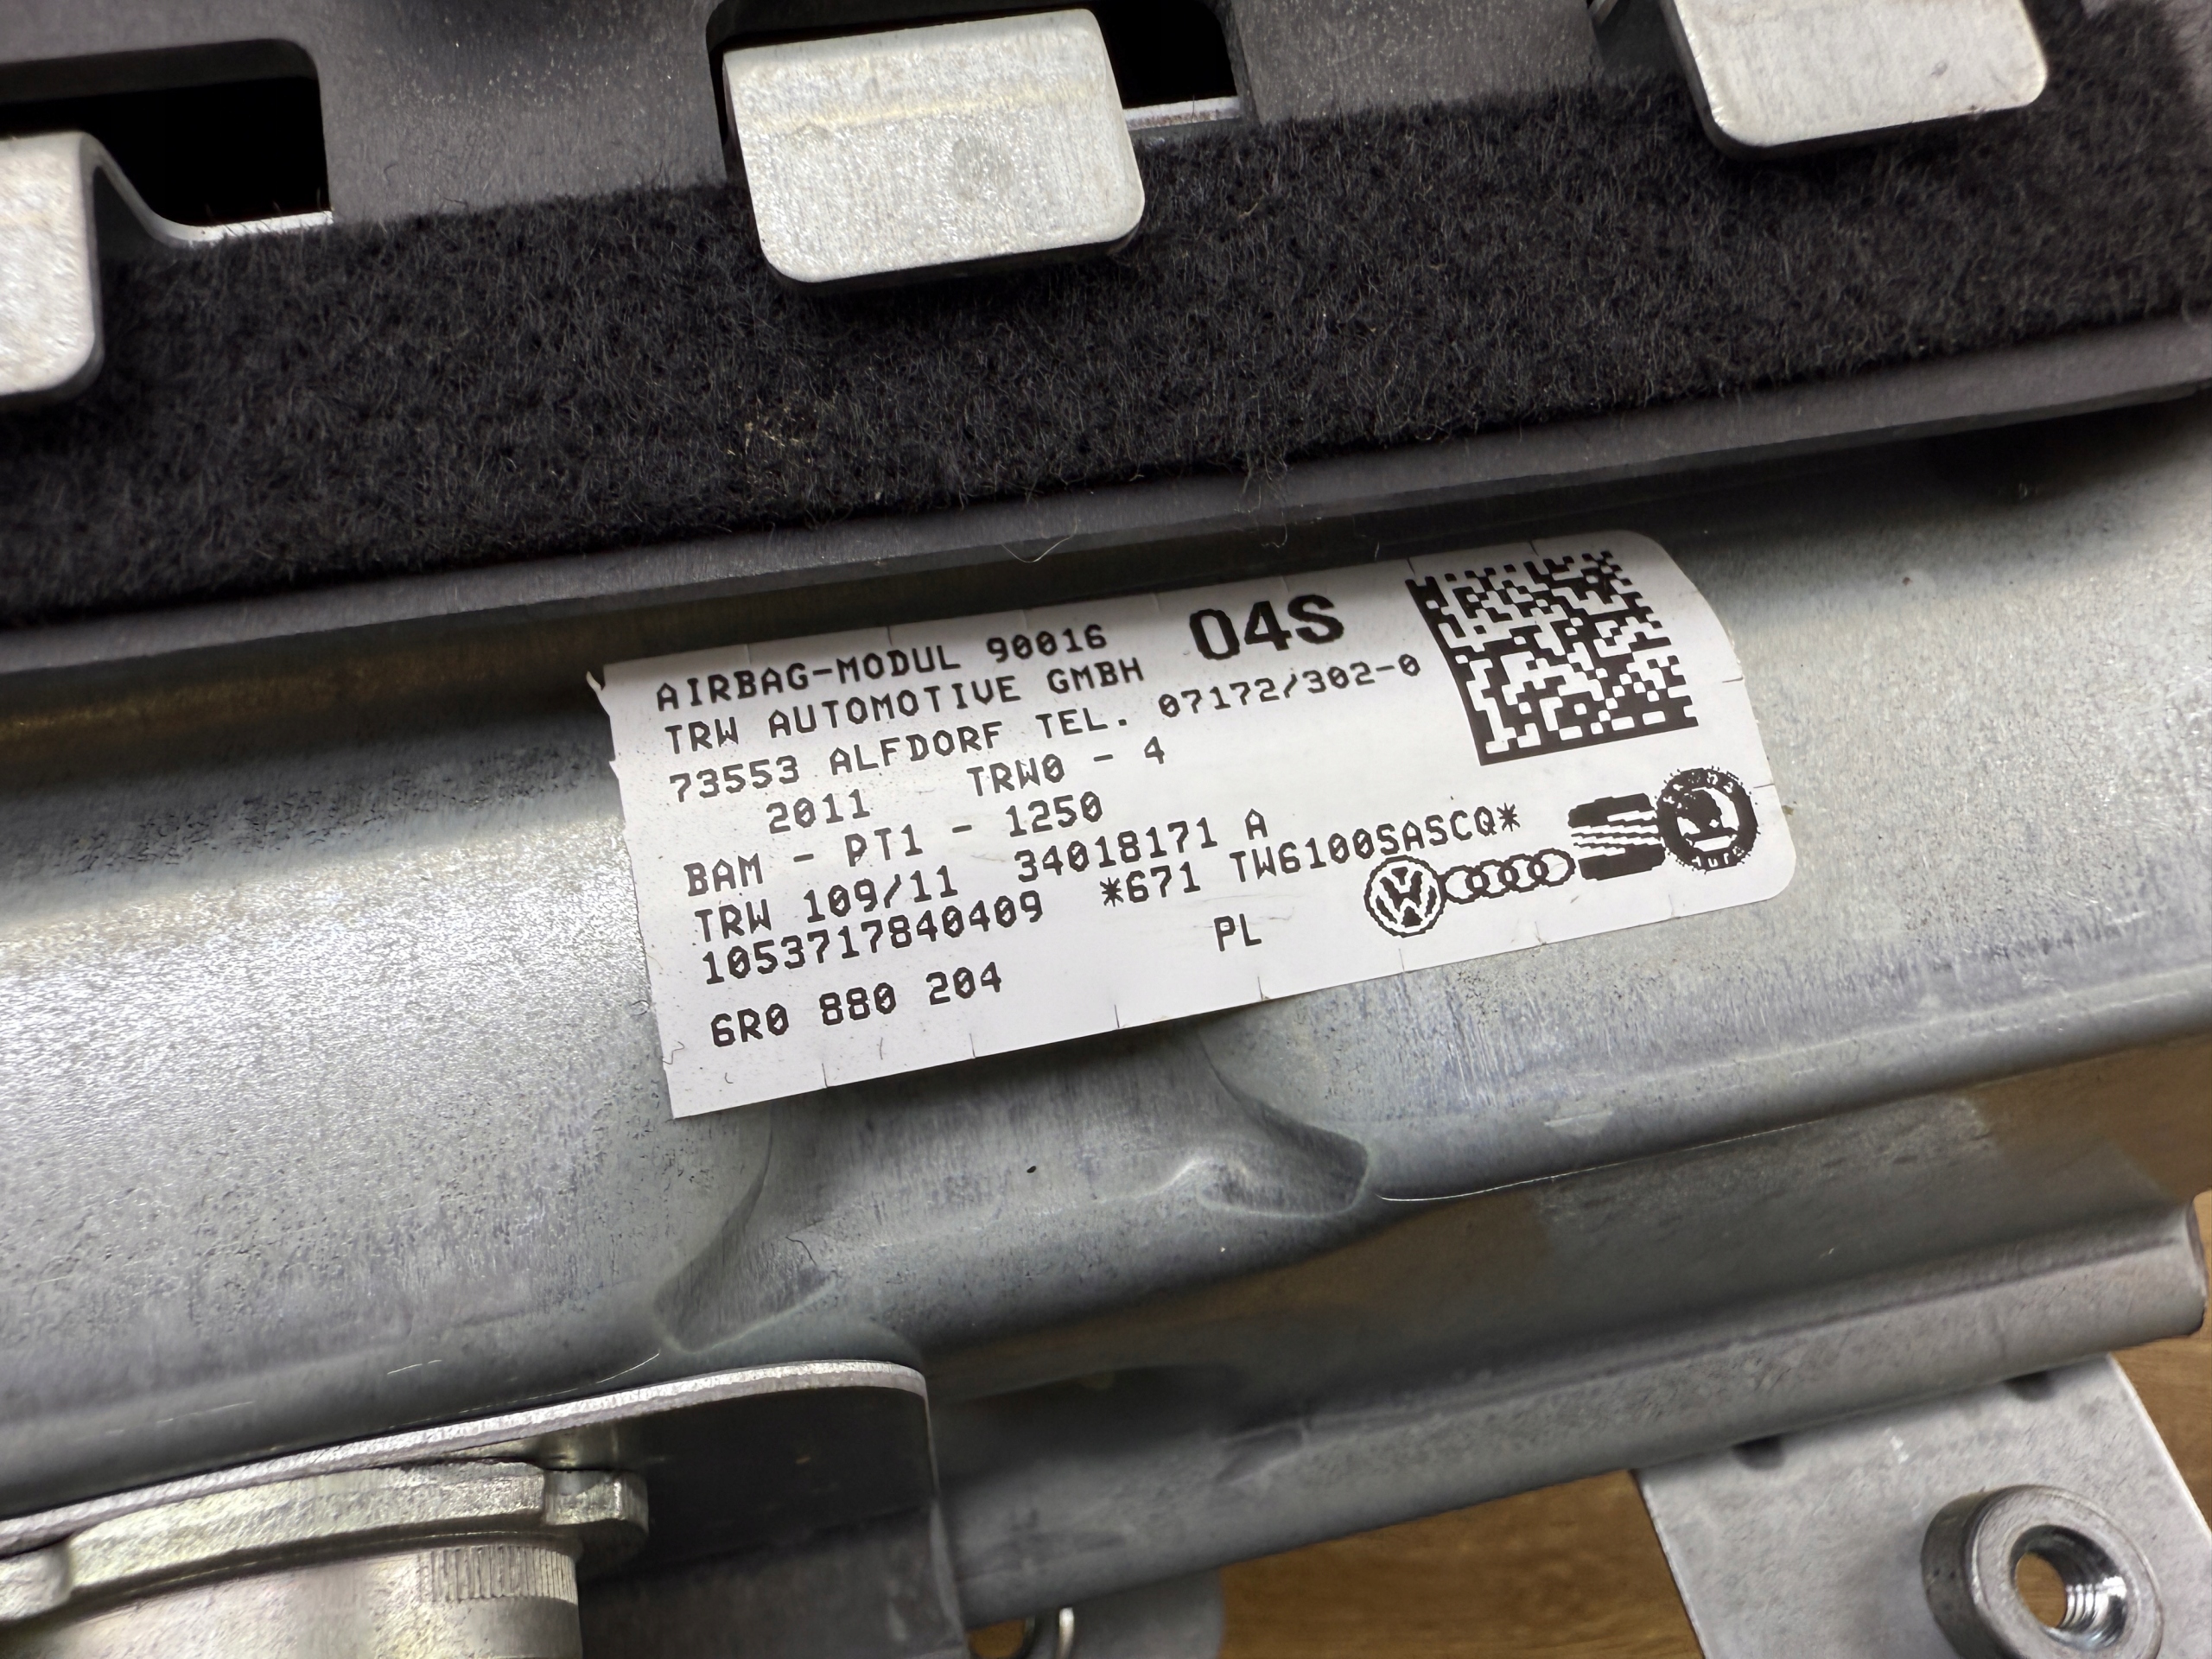 AIRBAG-MODUL 90016 04S
TRW AUTOMOTIVE GMBH
73553 ALFDORF TEL. 07172/302-0
2011 TRW0 - 4
BAM - PT1 - 1250
TRW 109/11 34018171 A
1053717840409 *671 TW6100SASCQ*
PL
6R0 880 204